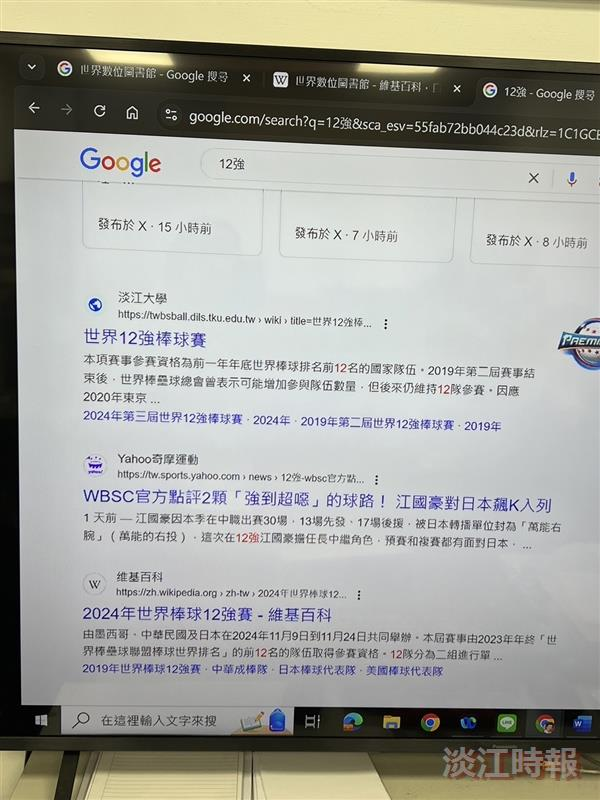 世界數位圖書館 - Google 搜尋
世界數位圖書館 - 維基百科，
12強 - Google 搜尋
google.com/search?q=12強&sca_esv=55fab72bb044c23d&rlz=1C1GCE
Google
12強
發布於 X · 15 小時前
發布於 X · 7 小時前
發布於 X · 8 小時前
淡江大學
https://twbsball.dils.tku.edu.tw › wiki › title=世界12強棒...
世界12強棒球賽
PREMIE
本項賽事參賽資格為前一年年底世界棒球排名前12名的國家隊伍。2019年第二屆賽事結
束後，世界棒壘球總會曾表示可能增加參與隊伍數量，但後來仍維持12隊參賽。因應
2020年東京 ...
2024年第三屆世界12強棒球賽 · 2024年 · 2019年第二屆世界12強棒球賽 · 2019年
Yahoo奇摩運動
https://tw.sports.yahoo.com › news › 12強-wbsc官方點...
yahoo!
WBSC官方點評2顆「強到超噁」的球路！ 江國豪對日本飆K入列
1 天前 — 江國豪因本季在中職出賽30場，13場先發、17場後援，被日本轉播單位封為「萬能右
腕」（萬能的右投），這次在12強江國豪擔任長中繼角色，預賽和複賽都有面對日本， ...
維基百科
W
https://zh.wikipedia.org › zh-tw › 2024年世界棒球12...
2024年世界棒球12強賽 - 維基百科
由墨西哥、中華民國及日本在2024年11月9日到11月24日共同舉辦。本屆賽事由2023年年終「世
界棒壘球聯盟棒球世界排名」的前12名的隊伍取得參賽資格。12隊分為二組進行單 ...
2019年世界棒球12強賽 · 中華成棒隊 · 日本棒球代表隊 · 美國棒球代表隊
在這裡輸入文字來搜
淡江時報